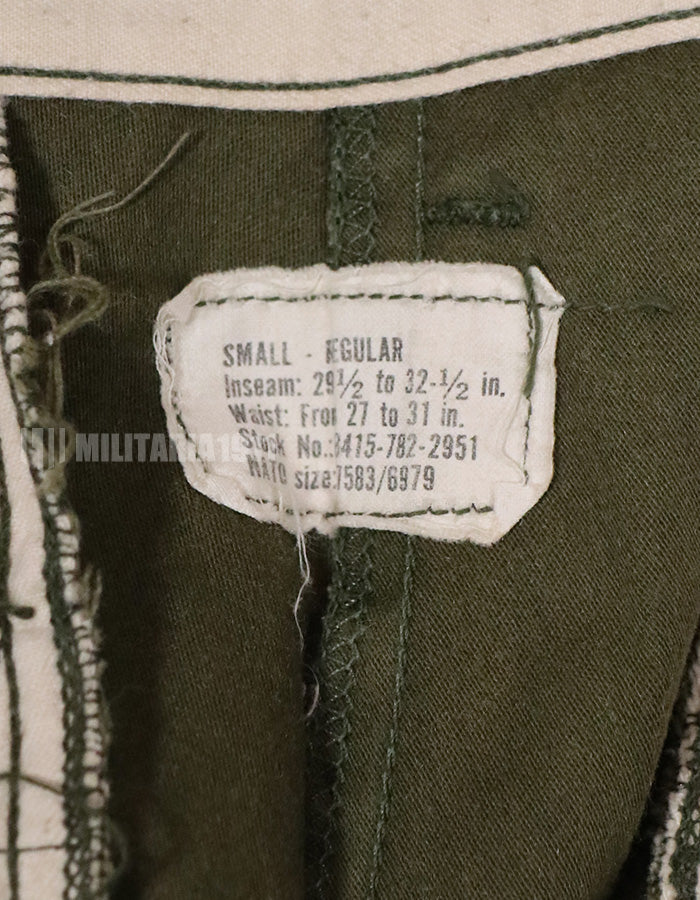 SMALL - REGULAR
Inseam: 29½ to 32-½ in.
Waist: From 27 to 31 in.
Stock No.:8415-782-2951
NATO size:7583/6979
MILITARIA